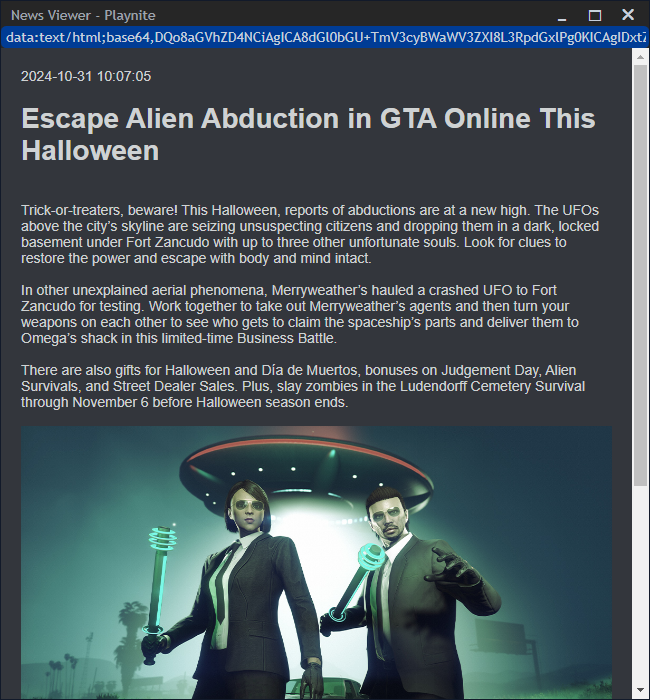 News Viewer - Playnite
data:text/html;base64,DQo8aGVhZD4NCiAgICA8dGl0bGU+TmV3cyBWaWV3ZXI8L3RpdGxlPg0KICAgIDxtZ
2024-10-31 10:07:05
Escape Alien Abduction in GTA Online This
Halloween
Trick-or-treaters, beware! This Halloween, reports of abductions are at a new high. The UFOs
above the city’s skyline are seizing unsuspecting citizens and dropping them in a dark, locked
basement under Fort Zancudo with up to three other unfortunate souls. Look for clues to
restore the power and escape with body and mind intact.
In other unexplained aerial phenomena, Merryweather’s hauled a crashed UFO to Fort
Zancudo for testing. Work together to take out Merryweather’s agents and then turn your
weapons on each other to see who gets to claim the spaceship’s parts and deliver them to
Omega’s shack in this limited-time Business Battle.
There are also gifts for Halloween and Día de Muertos, bonuses on Judgement Day, Alien
Survivals, and Street Dealer Sales. Plus, slay zombies in the Ludendorff Cemetery Survival
through November 6 before Halloween season ends.